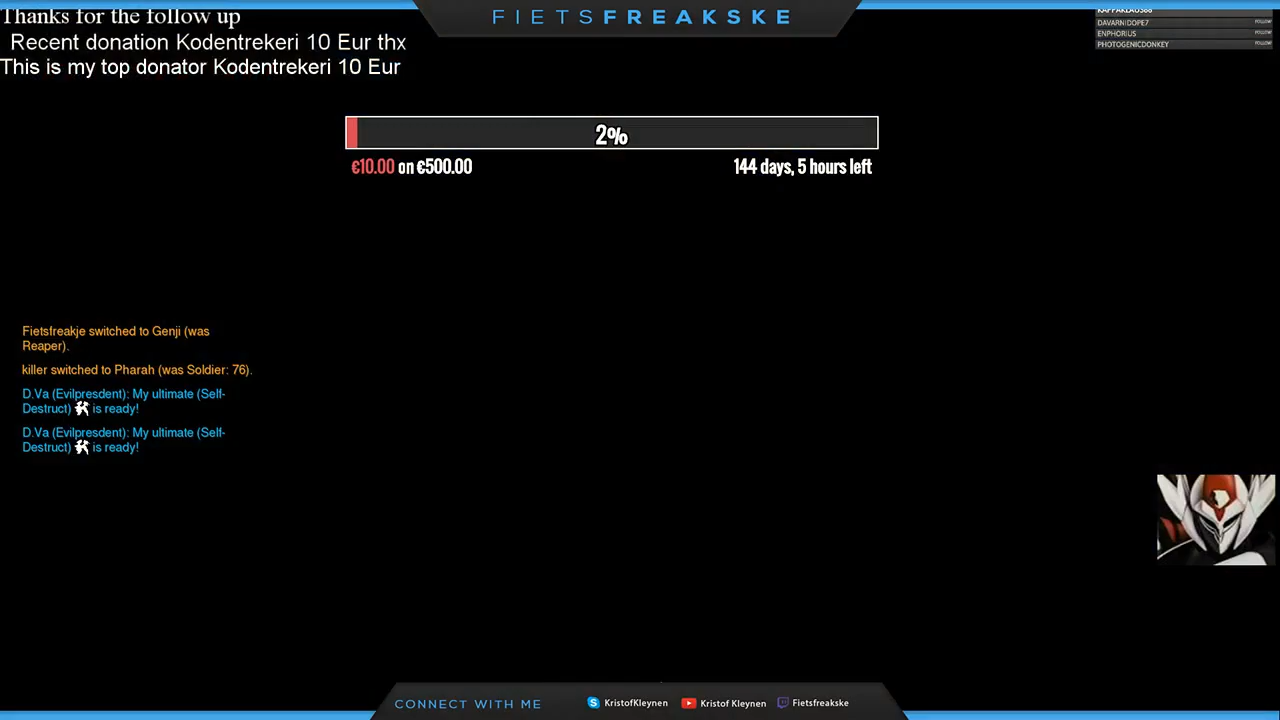 FIETSFREAKSKE
Thanks for the follow up
Recent donation Kodentrekeri 10 Eur thx
This is my top donator Kodentrekeri 10 Eur
DAVARNIDOPE7 FOLLOW
ENPHORIUS FOLLOW
PHOTOGENICDONKEY FOLLOW
2%
€10.00 on €500.00
144 days, 5 hours left
Fietsfreakje switched to Genji (was
Reaper).
killer switched to Pharah (was Soldier: 76).
D.Va (Evilpresdent): My ultimate (Self-
Destruct) is ready!
D.Va (Evilpresdent): My ultimate (Self-
Destruct) is ready!
CONNECT WITH ME
KristofKleynen
Kristof Kleynen
Fietsfreakske